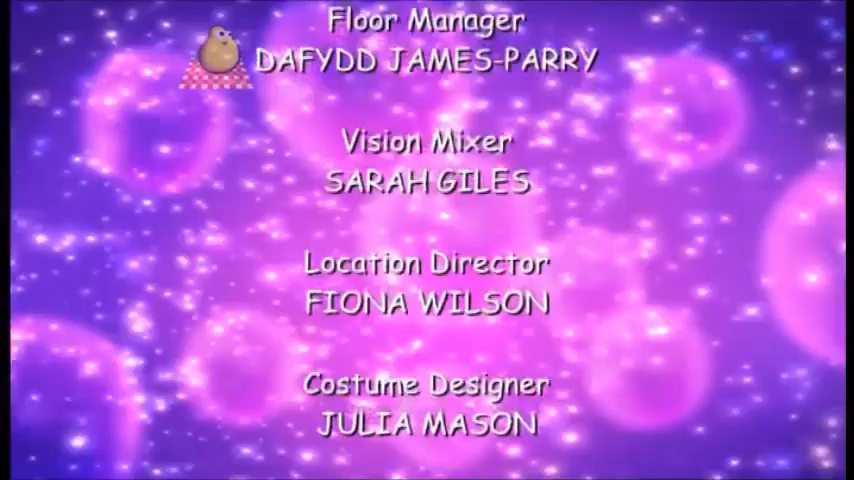 Floor Manager
DAFYDD JAMES-PARRY
Vision Mixer
SARAH GILES
Location Director
FIONA WILSON
Costume Designer
JULIA MASON